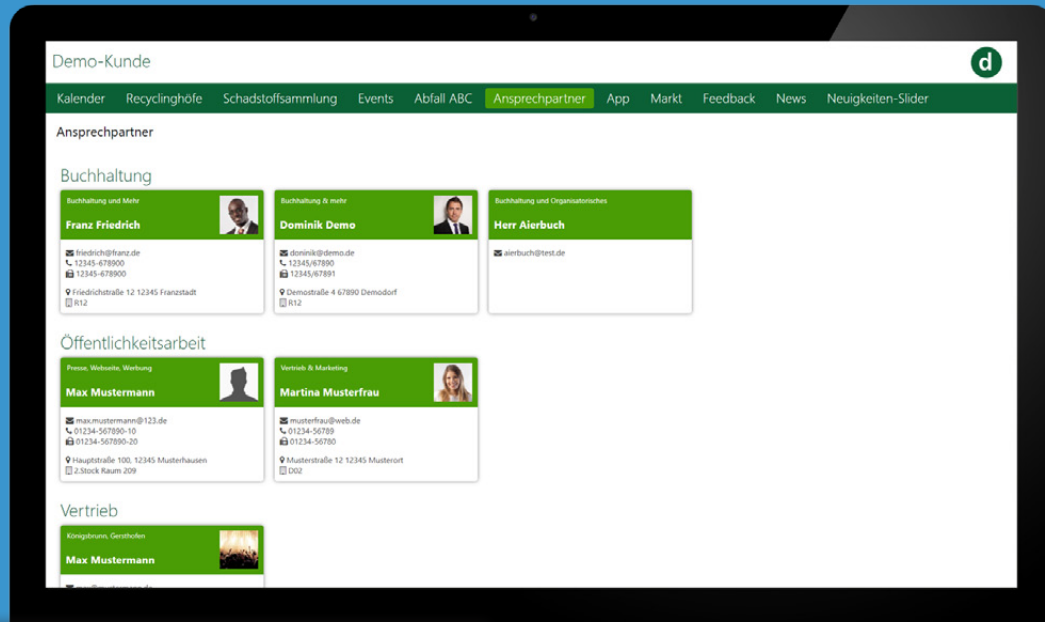 Demo-Kunde
d
Kalender Recyclinghöfe Schadstoffsammlung Events Abfall ABC Ansprechpartner App Markt Feedback News Neuigkeiten-Slider
Ansprechpartner
Buchhaltung
Buchhaltung und Mehr
Franz Friedrich
friedrich@franz.de
12345-678900
12345-678900
Friedrichstraße 12 12345 Franzstadt
R12
Buchhaltung & mehr
Dominik Demo
doninik@demo.de
12345/67890
12345/67891
Demostraße 4 67890 Demodorf
R12
Buchhaltung und Organisatorisches
Herr Aierbuch
aierbuch@test.de
Öffentlichkeitsarbeit
Presse, Webseite, Werbung
Max Mustermann
max.mustermann@123.de
01234-567890-10
01234-567890-20
Hauptstraße 100, 12345 Musterhausen
2.Stock Raum 209
Vertrieb & Marketing
Martina Musterfrau
musterfrau@web.de
01234-56789
01234-56780
Musterstraße 12 12345 Musterort
D02
Vertrieb
Königsbrunn, Gersthofen
Max Mustermann